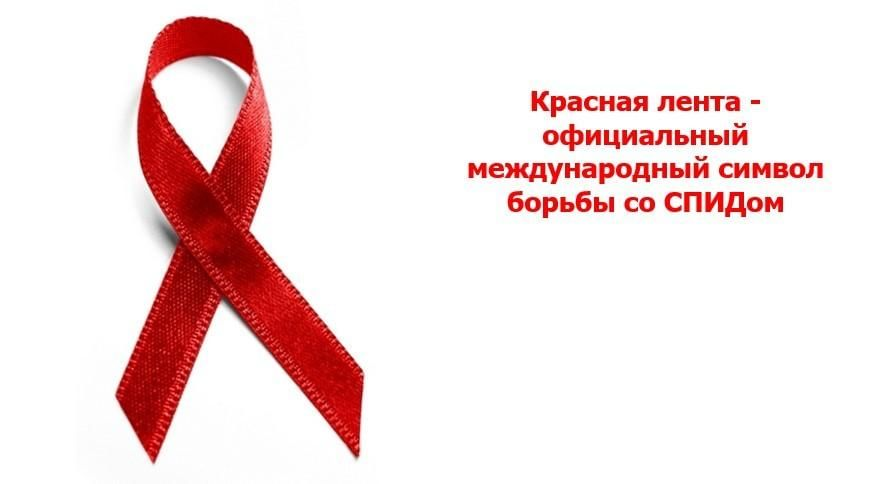 Красная лента -
официальный
международный символ
борьбы со СПИДом